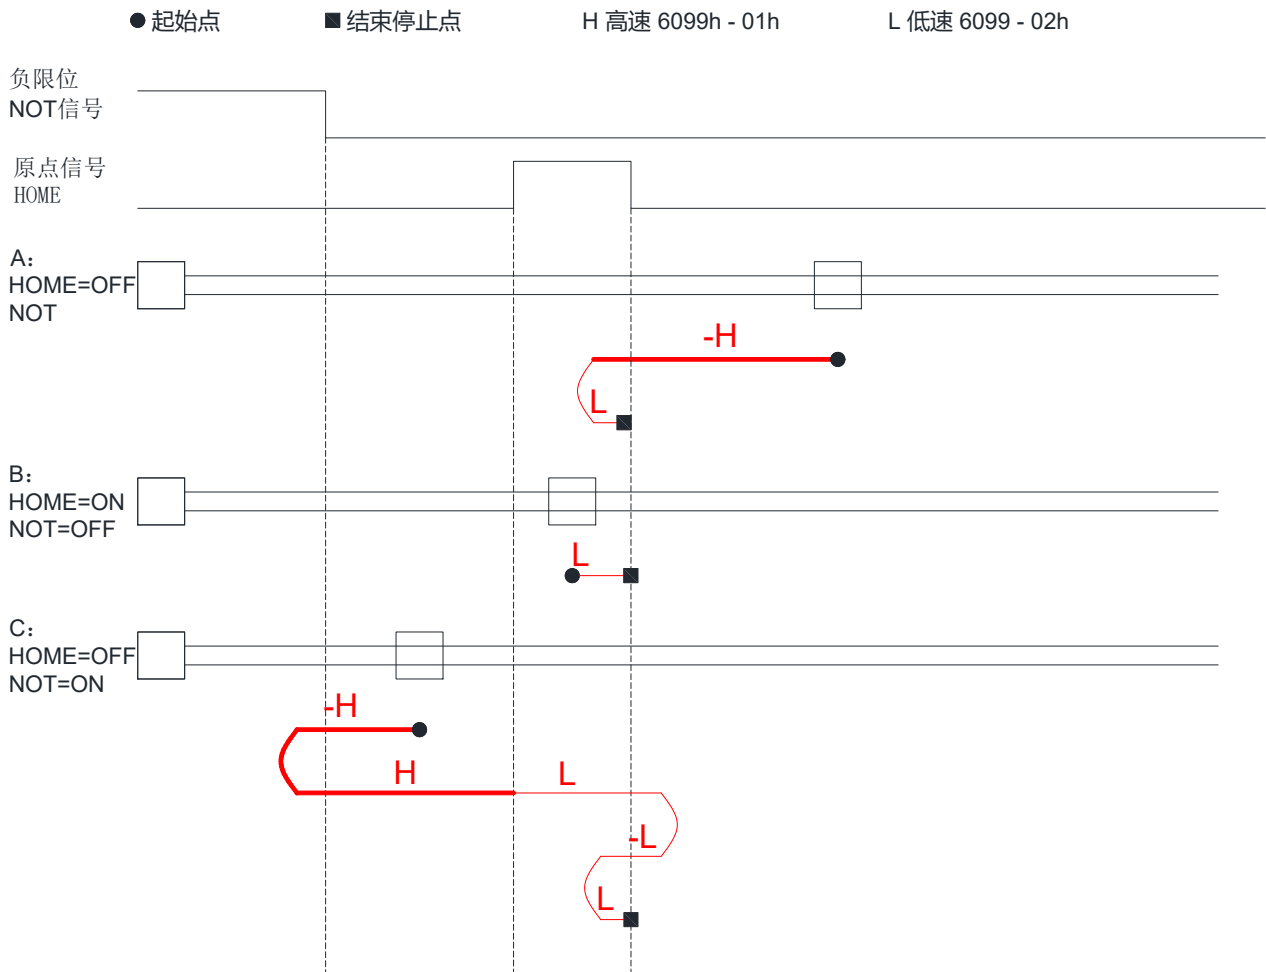 起始点
结束停止点
H 高速 6099h - 01h
L 低速 6099 - 02h
负限位
NOT信号
原点信号
HOME
A:
HOME=OFF
NOT
-H
L
B:
HOME=ON
NOT=OFF
L
C:
HOME=OFF
NOT=ON
-H
H
L
-L
L